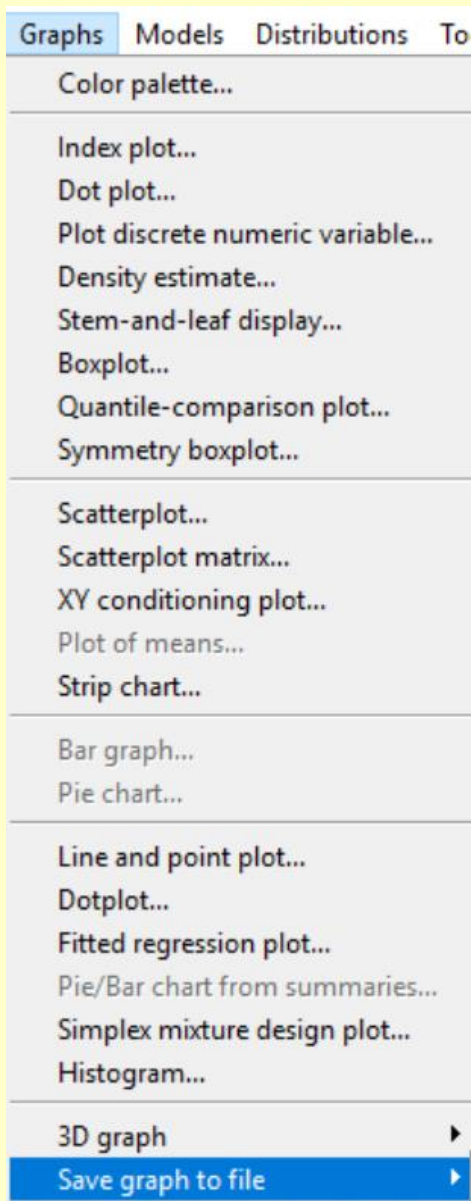 Graphs Models Distributions To
Color palette...
Index plot...
Dot plot...
Plot discrete numeric variable...
Density estimate...
Stem-and-leaf display...
Boxplot...
Quantile-comparison plot...
Symmetry boxplot...
Scatterplot...
Scatterplot matrix...
XY conditioning plot...
Plot of means...
Strip chart...
Bar graph...
Pie chart...
Line and point plot...
Dotplot...
Fitted regression plot...
Pie/Bar chart from summaries...
Simplex mixture design plot...
Histogram...
3D graph
Save graph to file